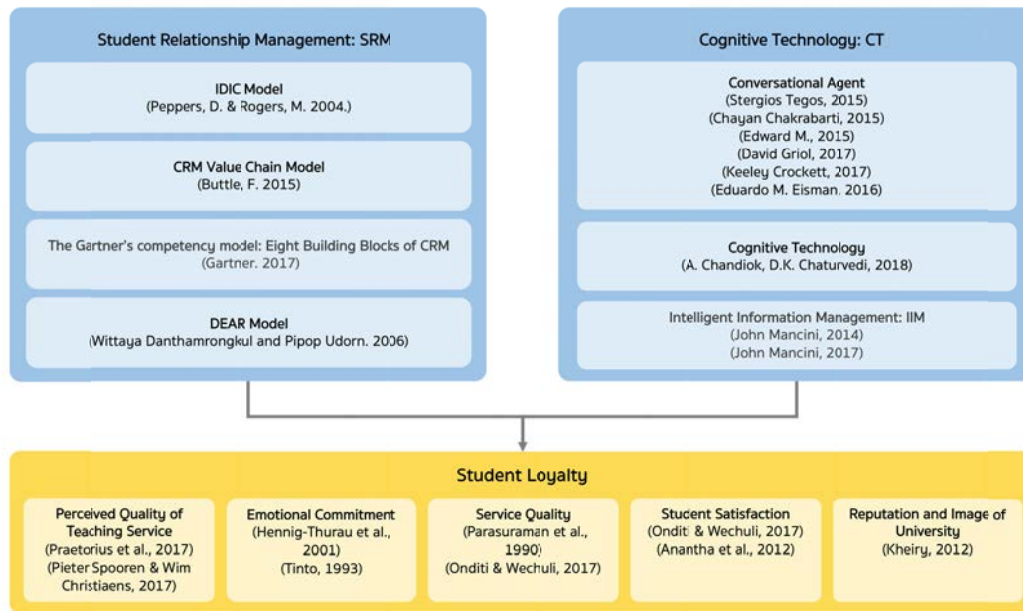 Student Relationship Management: SRM
IDIC Model
(Peppers, D. & Rogers, M. 2004.)
CRM Value Chain Model
(Buttle, F. 2015)
The Gartner's competency model: Eight Building Blocks of CRM
(Gartner. 2017)
DEAR Model
(Wittaya Danthamrongkul and Pipop Udorn. 2006)
Cognitive Technology: CT
Conversational Agent
(Stergios Tegos, 2015)
(Chayan Chakrabarti, 2015)
(Edward M., 2015)
(David Griol, 2017)
(Keeley Crockett, 2017)
(Eduardo M. Eisman. 2016)
Cognitive Technology
(A. Chandiok, D.K. Chaturvedi, 2018)
Intelligent Information Management: IIM
(John Mancini, 2014)
(John Mancini, 2017)
Student Loyalty
Perceived Quality of
Teaching Service
(Praetorius et al., 2017)
(Pieter Spooren & Wim
Christiaens, 2017)
Emotional Commitment
(Hennig-Thurau et al.,
2001)
(Tinto, 1993)
Service Quality
(Parasuraman et al.,
1990)
(Onditi & Wechuli, 2017)
Student Satisfaction
(Onditi & Wechuli, 2017)
(Anantha et al., 2012)
Reputation and Image of
University
(Kheiry, 2012)